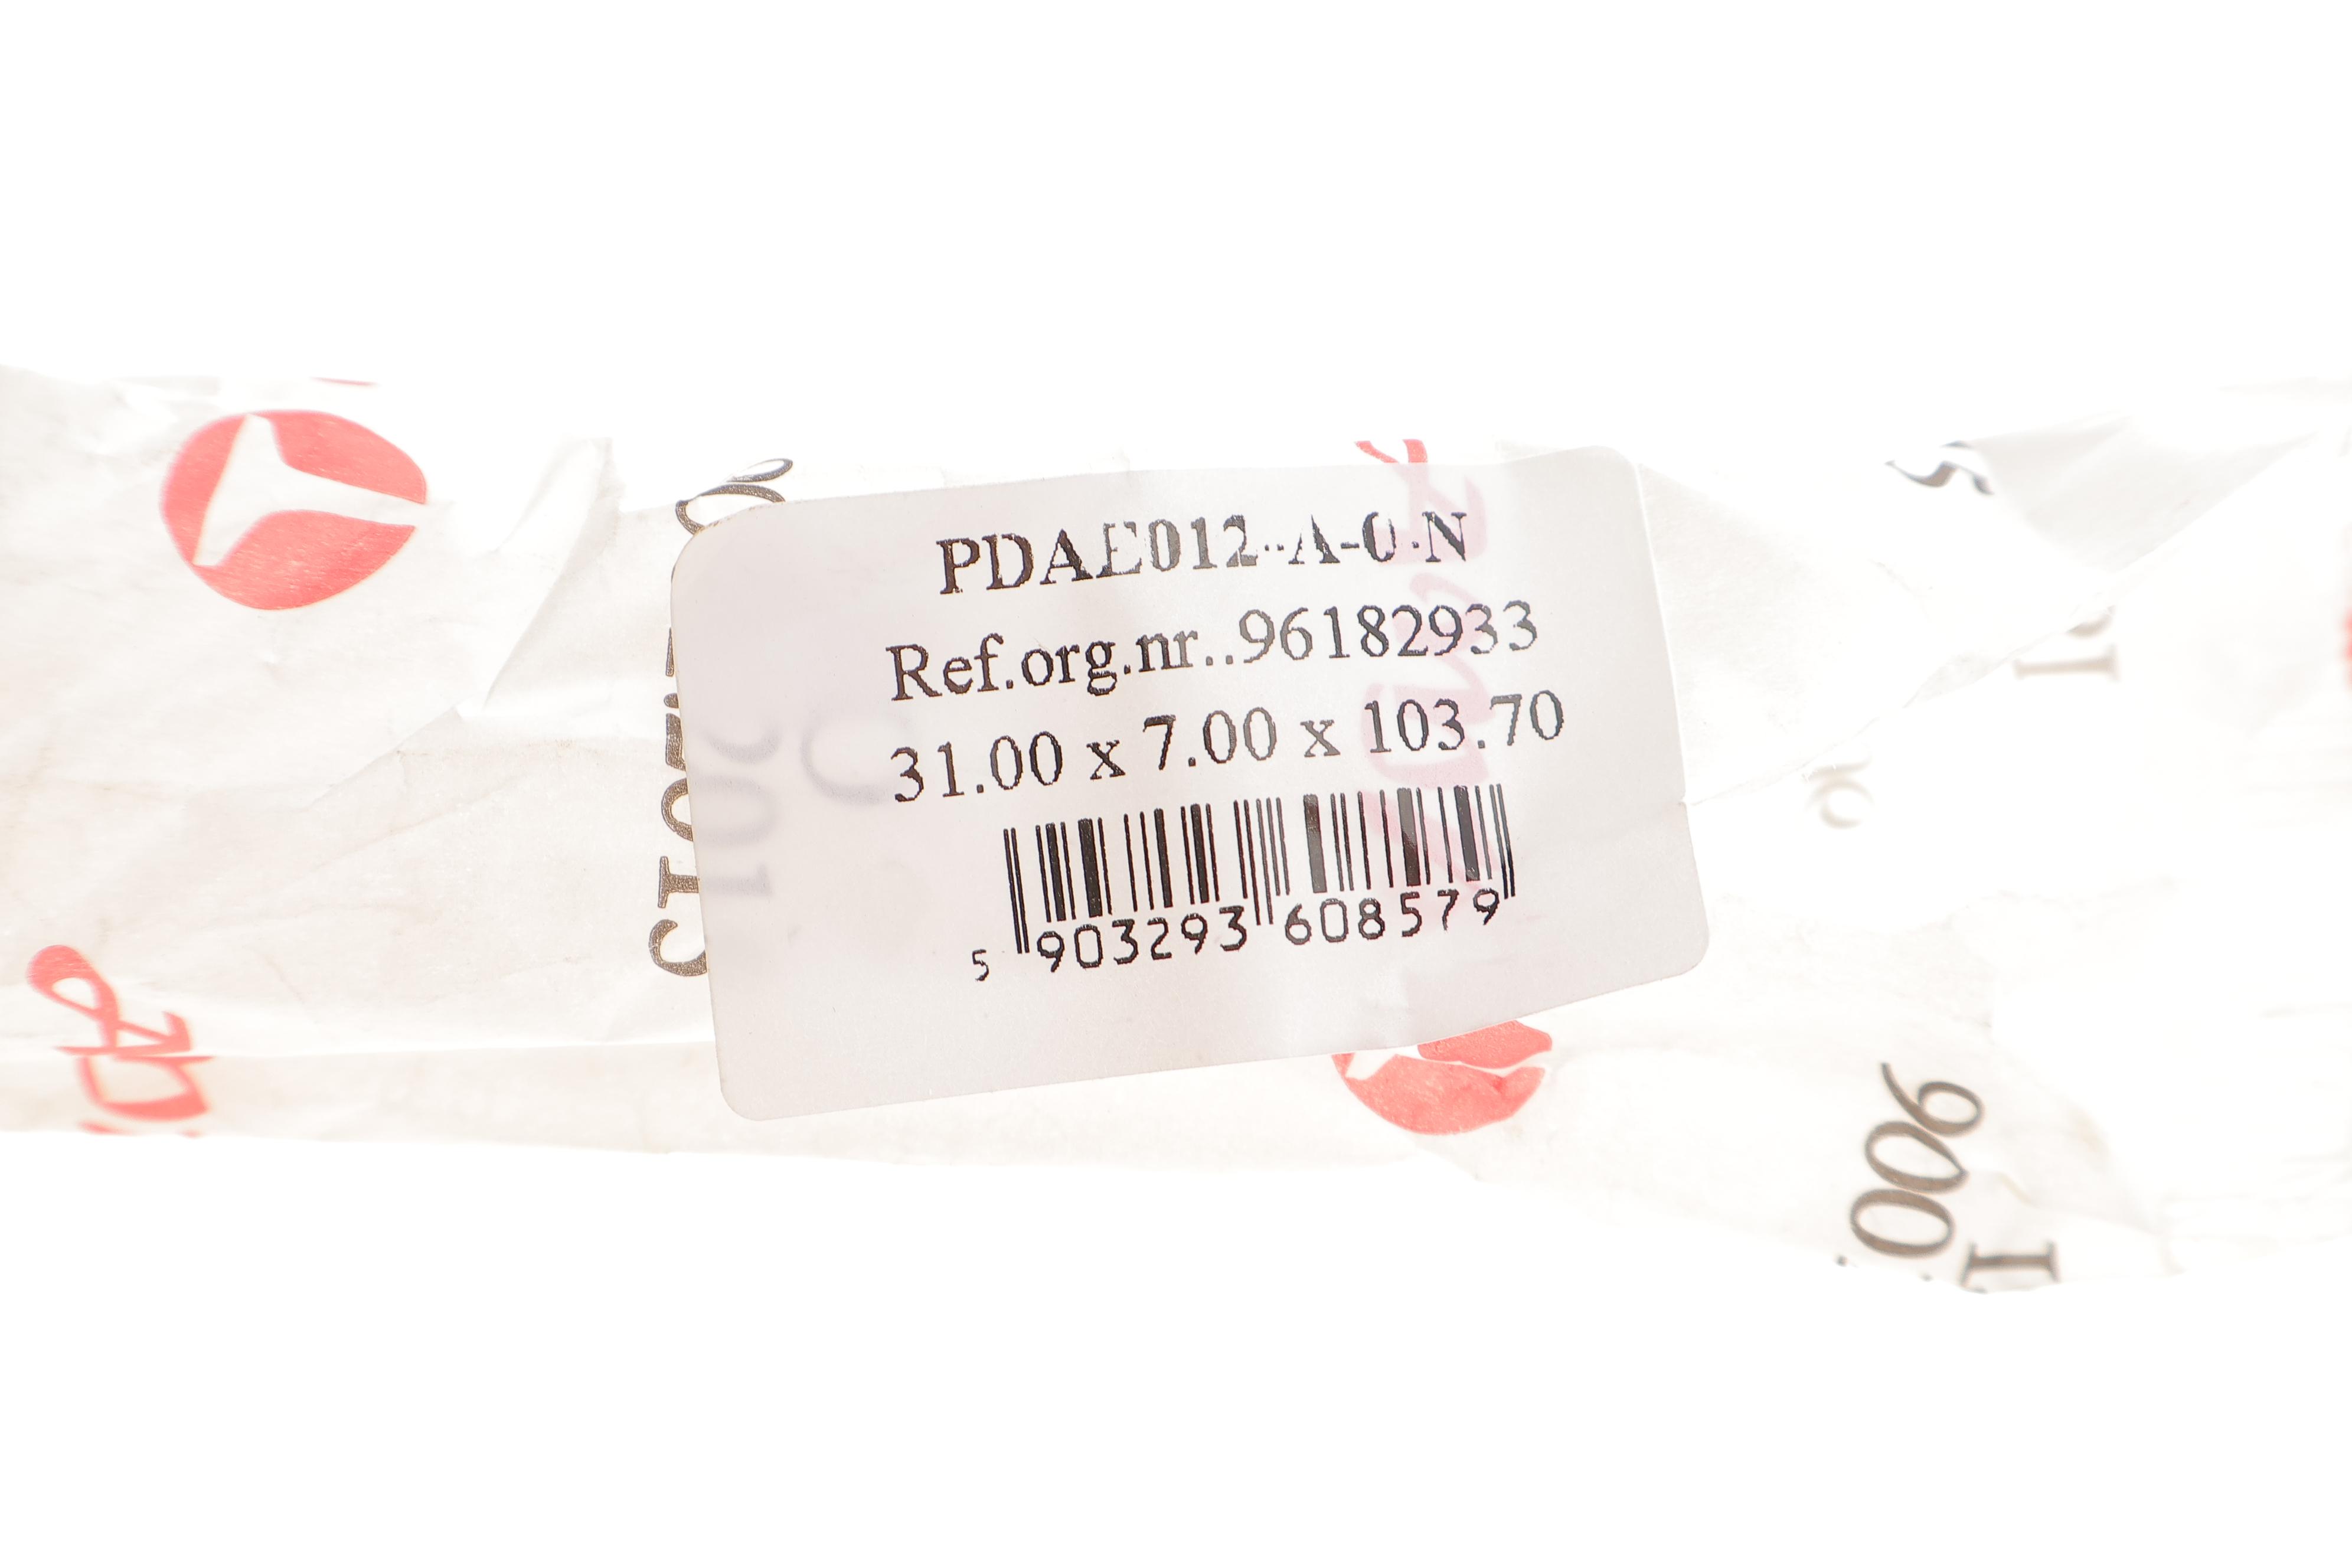 PDAE012-A-0-N
Ref.org.nr..96182933
31.00 x 7.00 x 103.70
5 903293 608579